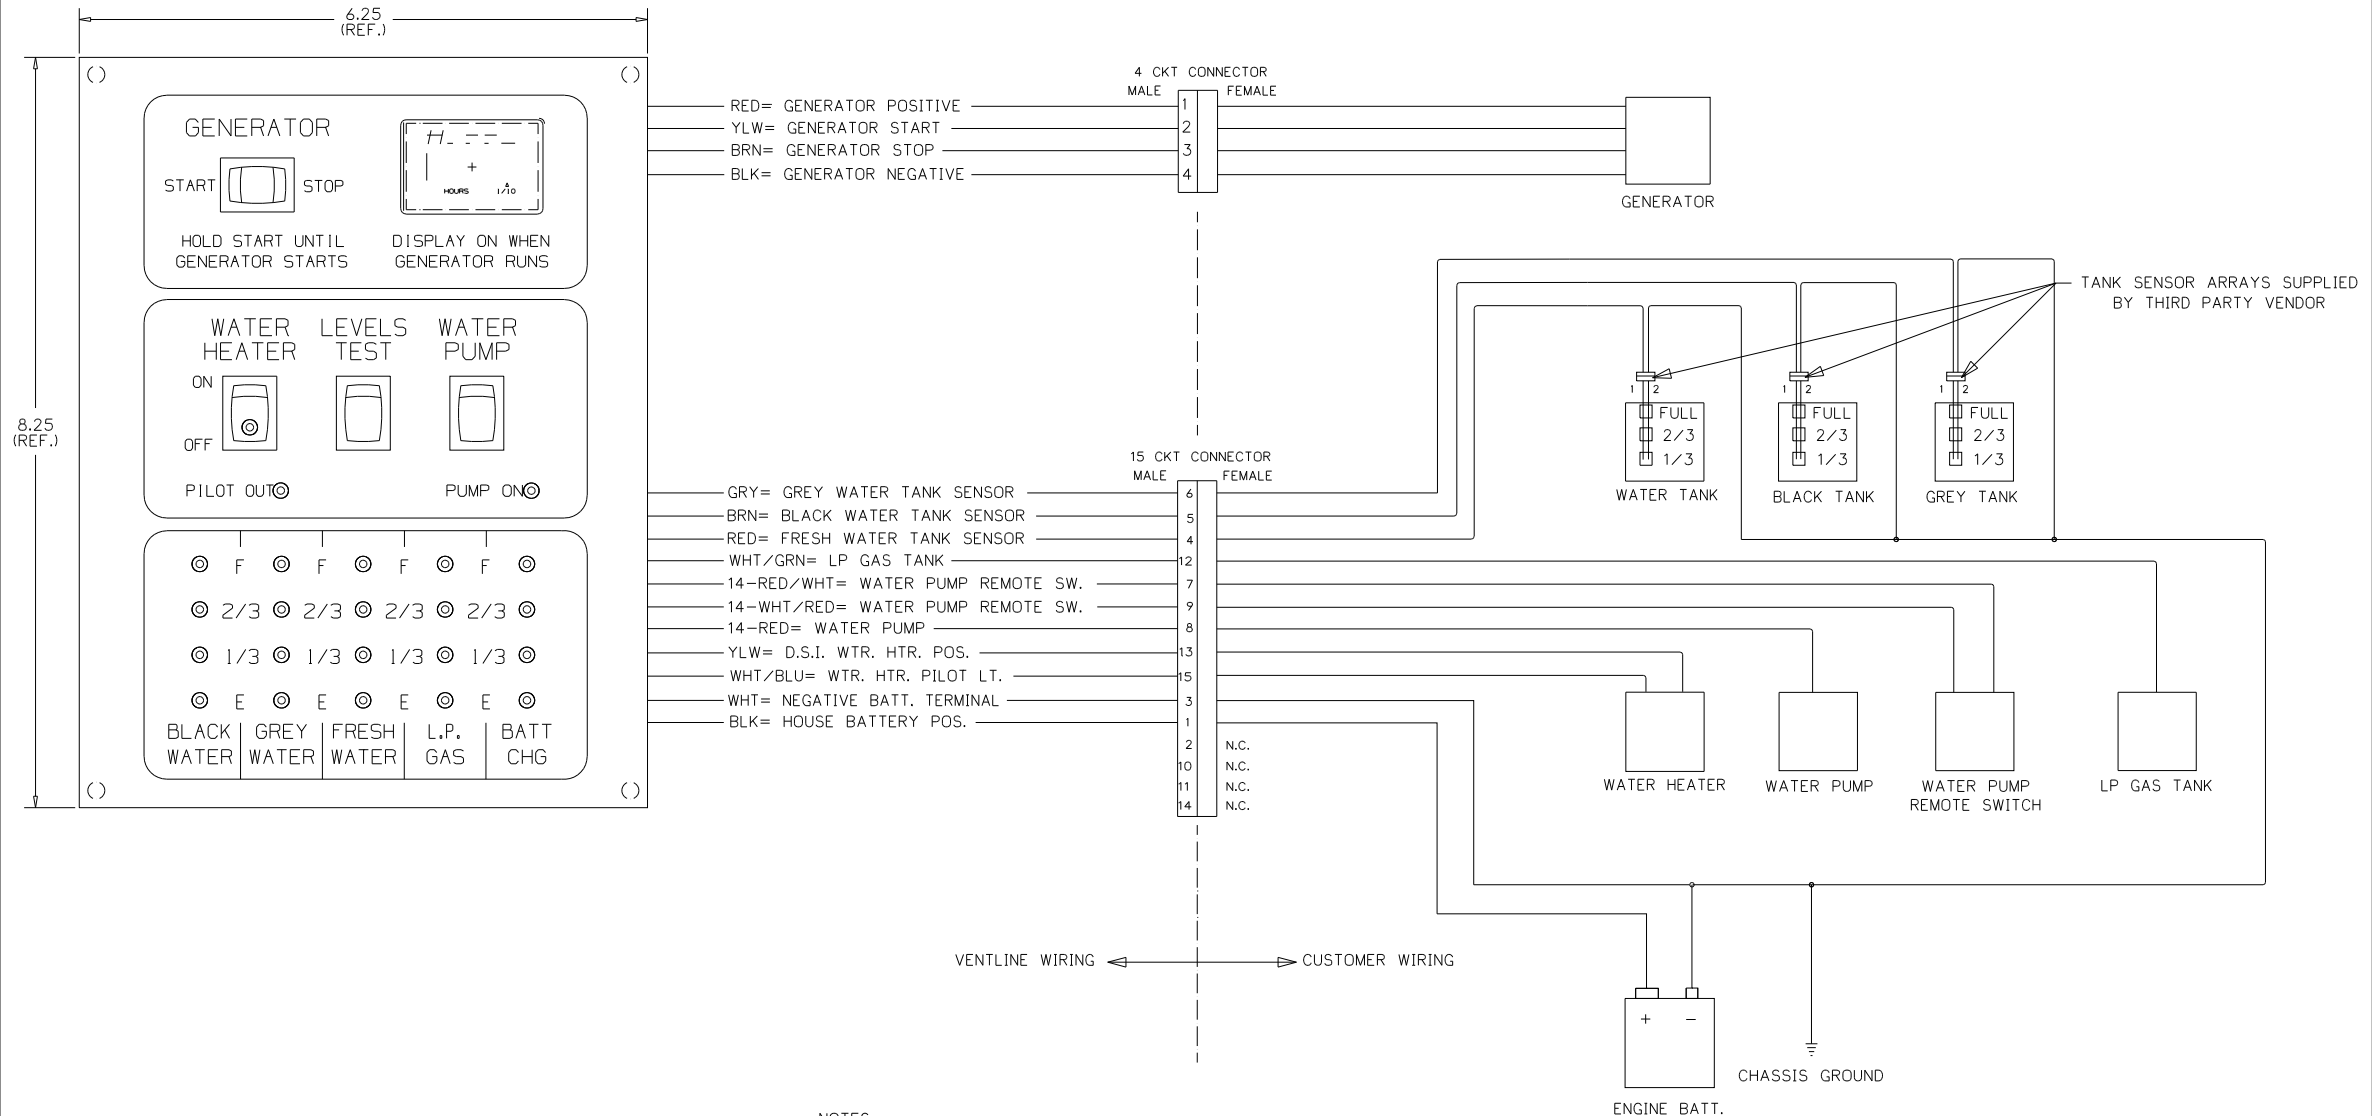 6.25
(REF.)
8.25
(REF.)
GENERATOR
START
STOP
HOLD START UNTIL
GENERATOR STARTS
H.
+
HOURS
1/10
DISPLAY ON WHEN
GENERATOR RUNS
WATER
HEATER
LEVELS
TEST
WATER
PUMP
ON
OFF
PILOT OUT
PUMP ON
F F F F
2/3 2/3 2/3 2/3
1/3 1/3 1/3 1/3
E E E E
BLACK
WATER
GREY
WATER
FRESH
WATER
L.P.
GAS
BATT
CHG
RED= GENERATOR POSITIVE
YLW= GENERATOR START
BRN= GENERATOR STOP
BLK= GENERATOR NEGATIVE
4 CKT CONNECTOR
MALE FEMALE
1
2
3
4
GENERATOR
GRY= GREY WATER TANK SENSOR
BRN= BLACK WATER TANK SENSOR
RED= FRESH WATER TANK SENSOR
WHT/GRN= LP GAS TANK
14-RED/WHT= WATER PUMP REMOTE SW.
14-WHT/RED= WATER PUMP REMOTE SW.
14-RED= WATER PUMP
YLW= D.S.I. WTR. HTR. POS.
WHT/BLU= WTR. HTR. PILOT LT.
WHT= NEGATIVE BATT. TERMINAL
BLK= HOUSE BATTERY POS.
15 CKT CONNECTOR
MALE FEMALE
6
5
4
12
7
9
8
13
15
3
1
2 N.C.
10 N.C.
11 N.C.
14 N.C.
TANK SENSOR ARRAYS SUPPLIED
BY THIRD PARTY VENDOR
1 2
FULL
2/3
1/3
WATER TANK
1 2
FULL
2/3
1/3
BLACK TANK
1 2
FULL
2/3
1/3
GREY TANK
WATER HEATER
WATER PUMP
WATER PUMP
REMOTE SWITCH
LP GAS TANK
VENTLINE WIRING
CUSTOMER WIRING
+ −
ENGINE BATT.
CHASSIS GROUND
NOTES